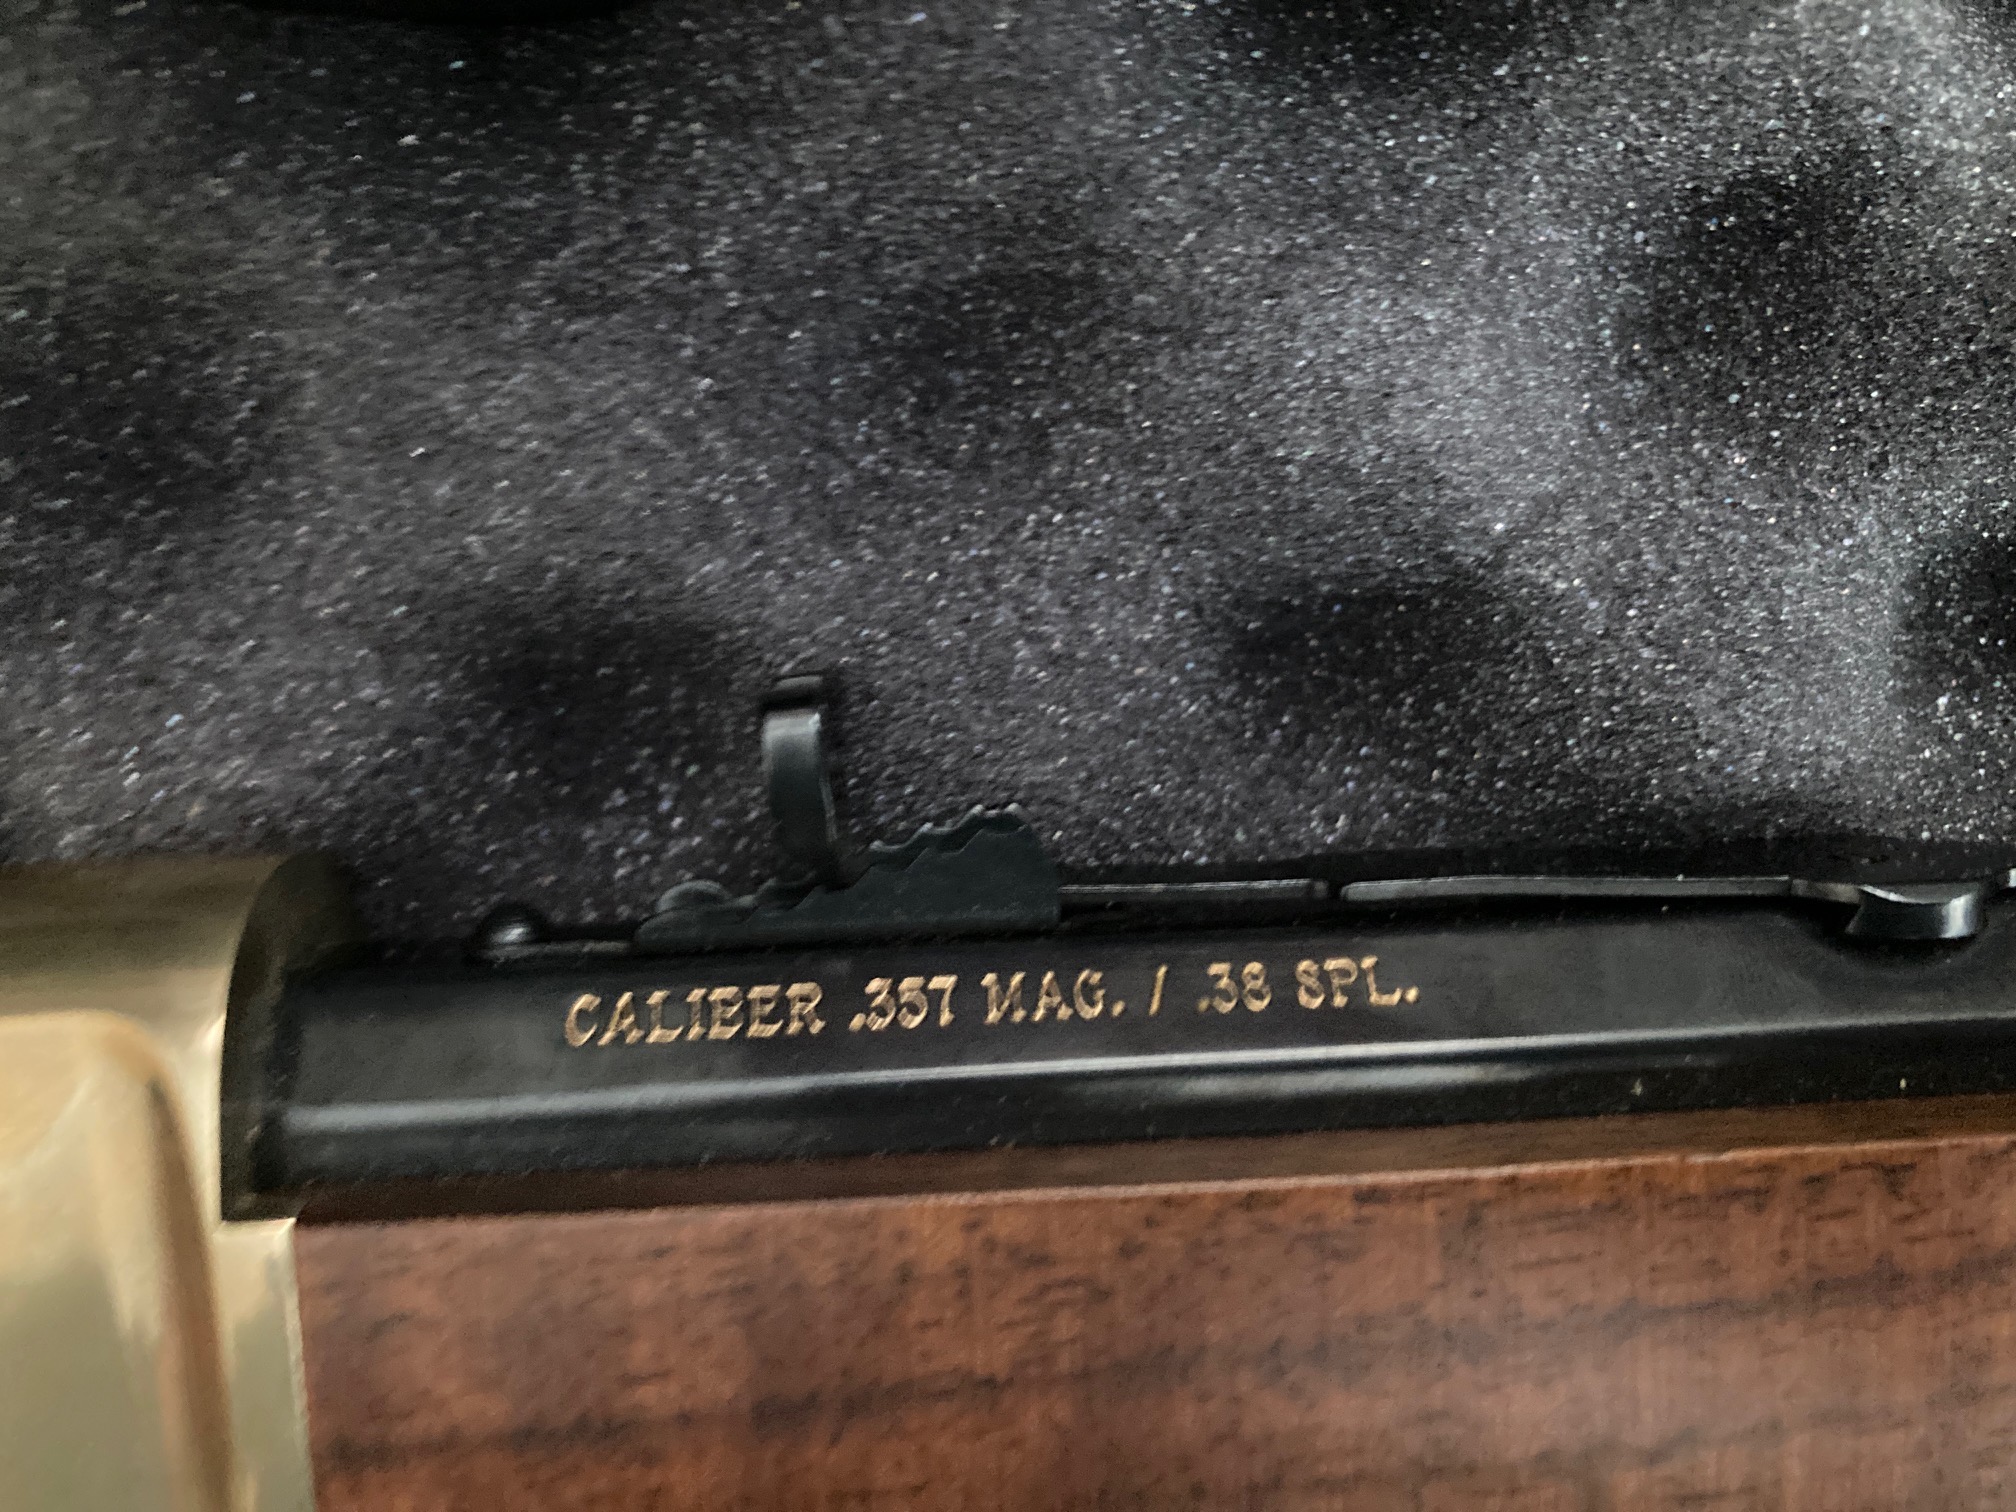 CALIBER .357 MAG. / .38 SPL.